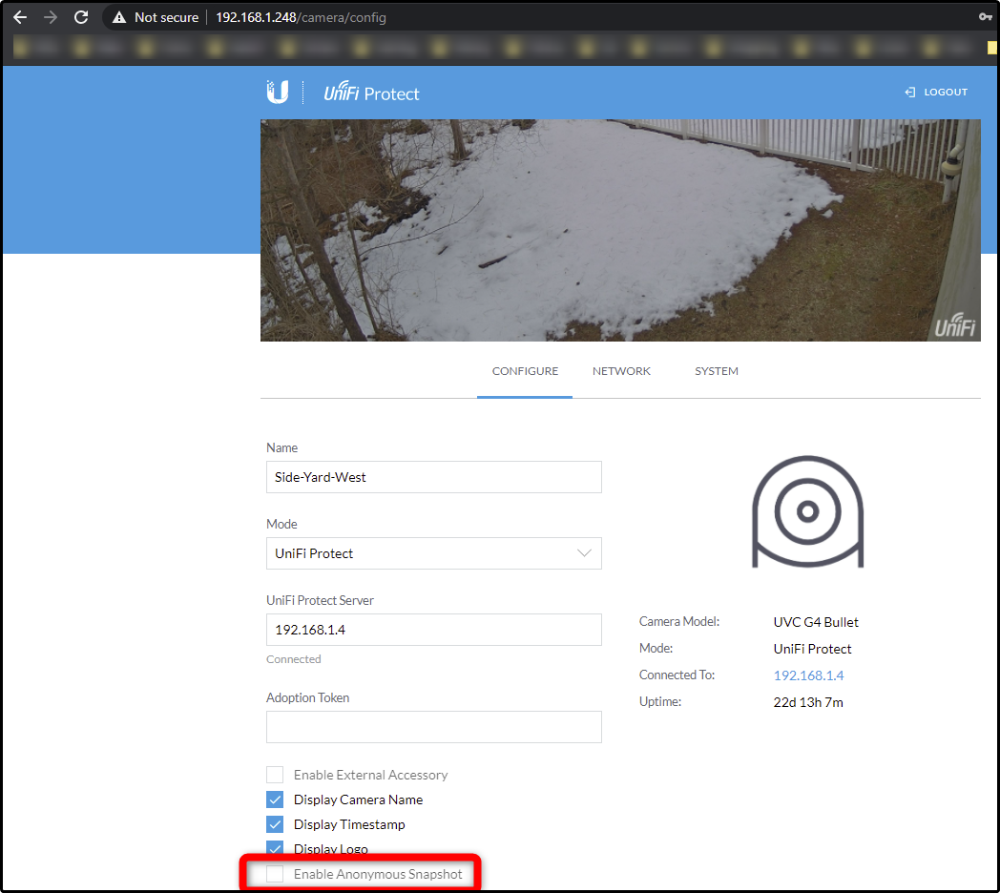 Not secure | 192.168.1.248/camera/config
UniFi Protect
LOGOUT
UniFi
CONFIGURE NETWORK SYSTEM
Name
Side-Yard-West
Mode
UniFi Protect
UniFi Protect Server
192.168.1.4
Connected
Adoption Token
Enable External Accessory
Display Camera Name
Display Timestamp
Display Logo
Enable Anonymous Snapshot
Camera Model: UVC G4 Bullet
Mode: UniFi Protect
Connected To: 192.168.1.4
Uptime: 22d 13h 7m